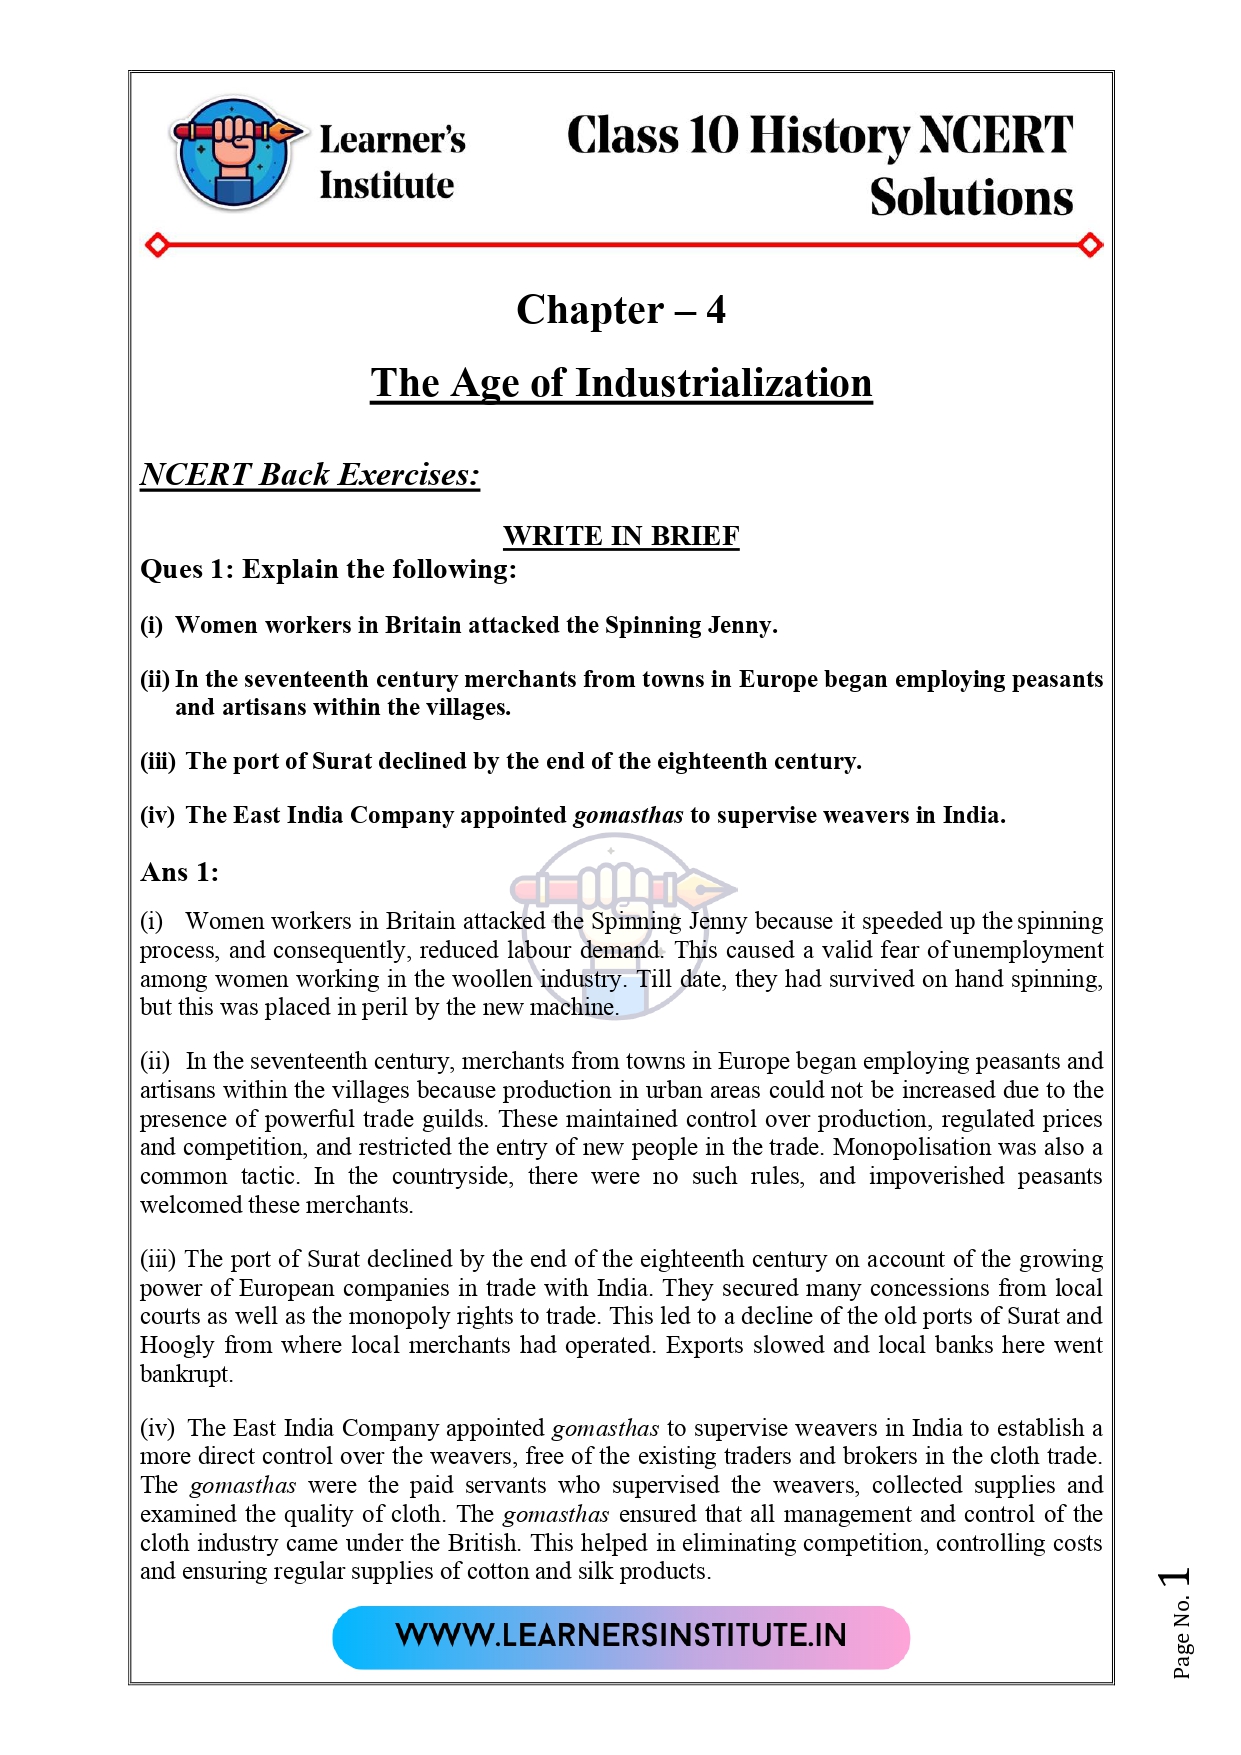 Learner's
Institute
Class 10 History NCERT
Solutions
Chapter – 4
The Age of Industrialization
NCERT Back Exercises:
WRITE IN BRIEF
Ques 1: Explain the following:
(i) Women workers in Britain attacked the Spinning Jenny.
(ii) In the seventeenth century merchants from towns in Europe began employing peasants
and artisans within the villages.
(iii) The port of Surat declined by the end of the eighteenth century.
(iv) The East India Company appointed gomasthas to supervise weavers in India.
Ans 1:
(i) Women workers in Britain attacked the Spinning Jenny because it speeded up the spinning
process, and consequently, reduced labour demand. This caused a valid fear of unemployment
among women working in the woollen industry. Till date, they had survived on hand spinning,
but this was placed in peril by the new machine.
(ii) In the seventeenth century, merchants from towns in Europe began employing peasants and
artisans within the villages because production in urban areas could not be increased due to the
presence of powerful trade guilds. These maintained control over production, regulated prices
and competition, and restricted the entry of new people in the trade. Monopolisation was also a
common tactic. In the countryside, there were no such rules, and impoverished peasants
welcomed these merchants.
(iii) The port of Surat declined by the end of the eighteenth century on account of the growing
power of European companies in trade with India. They secured many concessions from local
courts as well as the monopoly rights to trade. This led to a decline of the old ports of Surat and
Hoogly from where local merchants had operated. Exports slowed and local banks here went
bankrupt.
(iv) The East India Company appointed gomasthas to supervise weavers in India to establish a
more direct control over the weavers, free of the existing traders and brokers in the cloth trade.
The gomasthas were the paid servants who supervised the weavers, collected supplies and
examined the quality of cloth. The gomasthas ensured that all management and control of the
cloth industry came under the British. This helped in eliminating competition, controlling costs
and ensuring regular supplies of cotton and silk products.
WWW.LEARNERSINSTITUTE.IN
Page No. 1